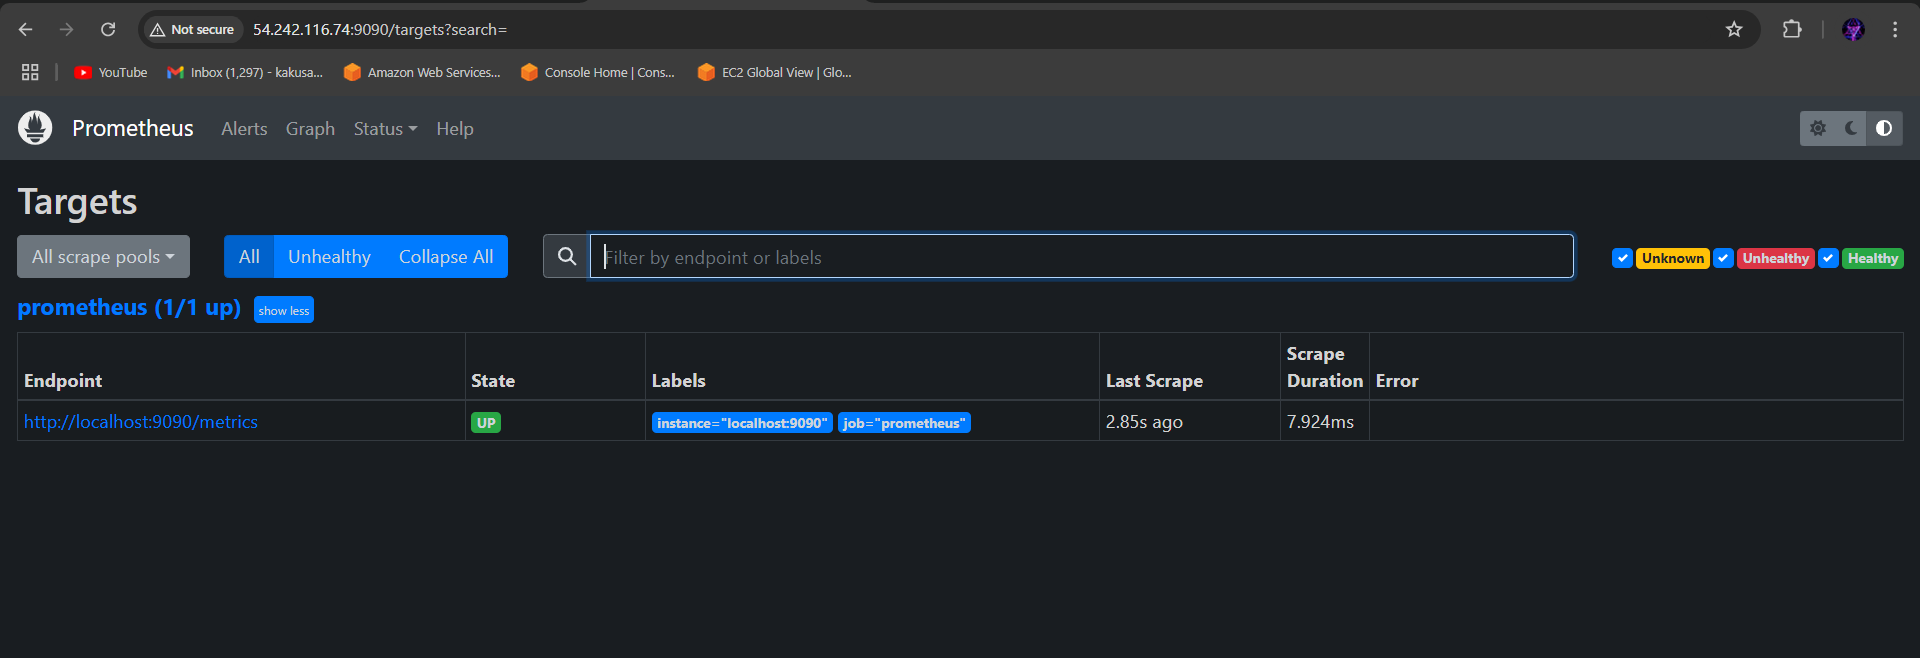 Not secure 54.242.116.74:9090/targets?search=
YouTube Inbox (1,297) - kakusa... Amazon Web Services... Console Home | Cons... EC2 Global View | Glo...
Prometheus Alerts Graph Status Help
Targets
All scrape pools All Unhealthy Collapse All Filter by endpoint or labels Unknown Unhealthy Healthy
prometheus (1/1 up) show less
Endpoint State Labels Last Scrape Scrape Duration Error
http://localhost:9090/metrics UP instance="localhost:9090" job="prometheus" 2.85s ago 7.924ms